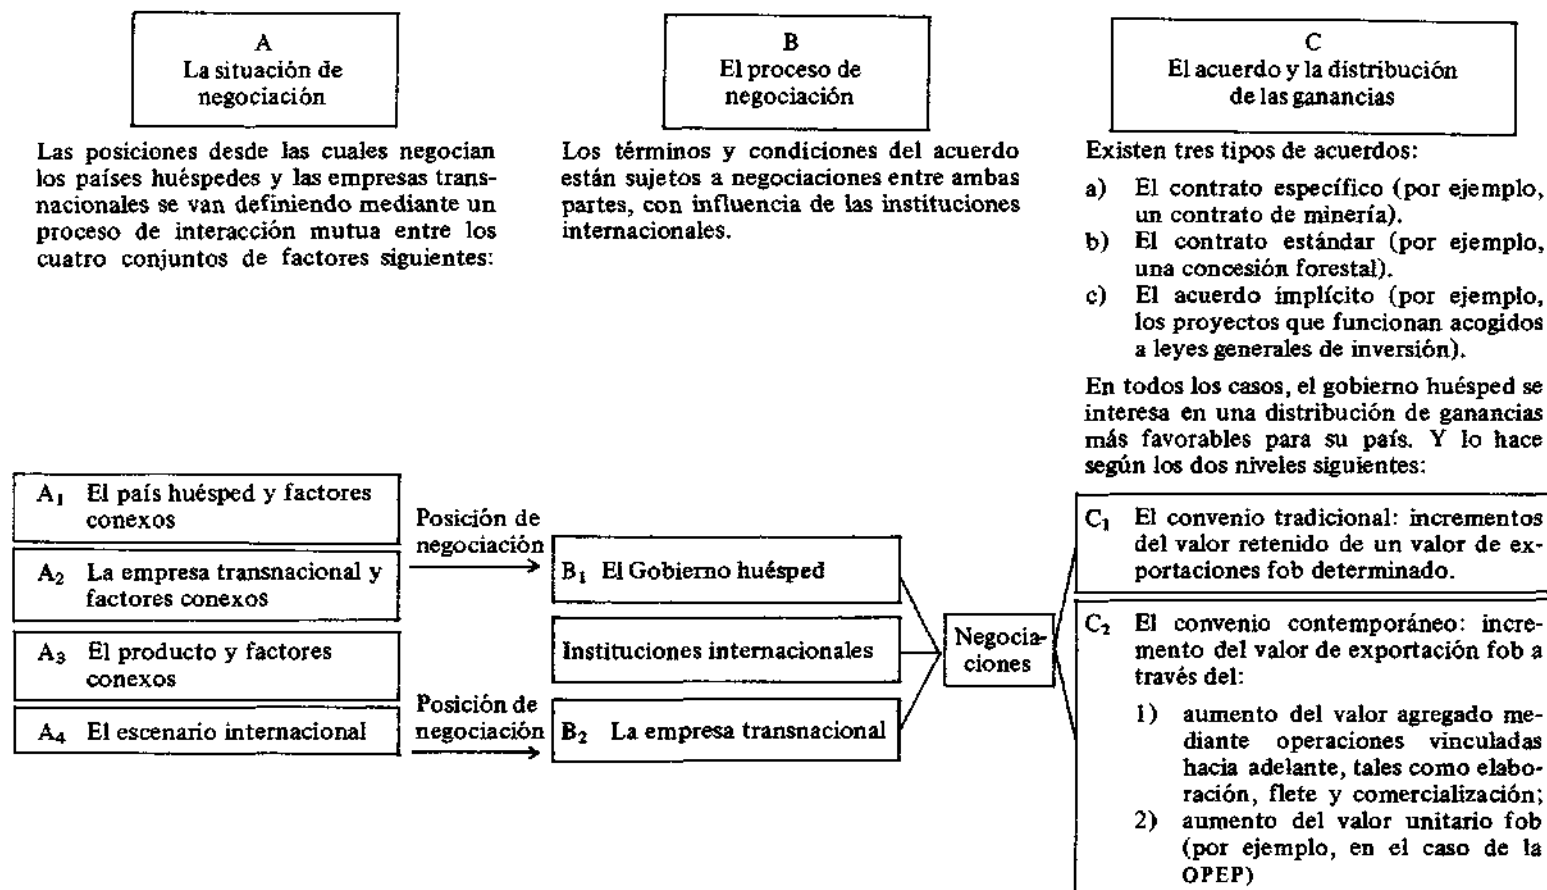 A
La situación de
negociación
Las posiciones desde las cuales negocian
los países huéspedes y las empresas trans-
nacionales se van definiendo mediante un
proceso de interacción mutua entre los
cuatro conjuntos de factores siguientes:
B
El proceso de
negociación
Los términos y condiciones del acuerdo
están sujetos a negociaciones entre ambas
partes, con influencia de las instituciones
internacionales.
C
El acuerdo y la distribución
de las ganancias
Existen tres tipos de acuerdos:
a) El contrato específico (por ejemplo,
un contrato de minería).
b) El contrato estándar (por ejemplo,
una concesión forestal).
c) El acuerdo implícito (por ejemplo,
los proyectos que funcionan acogidos
a leyes generales de inversión).
En todos los casos, el gobierno huésped se
interesa en una distribución de ganancias
más favorables para su país. Y lo hace
según los dos niveles siguientes:
A₁ El país huésped y factores
conexos
A₂ La empresa transnacional y
factores conexos
A₃ El producto y factores
conexos
A₄ El escenario internacional
Posición de
negociación
Posición de
negociación
B₁ El Gobierno huésped
Instituciones internacionales
B₂ La empresa transnacional
Negocia-
ciones
C₁ El convenio tradicional: incrementos
del valor retenido de un valor de ex-
portaciones fob determinado.
C₂ El convenio contemporáneo: incre-
mento del valor de exportación fob a
través del:
1) aumento del valor agregado me-
diante operaciones vinculadas
hacia adelante, tales como elabo-
ración, flete y comercialización;
2) aumento del valor unitario fob
(por ejemplo, en el caso de la
OPEP)